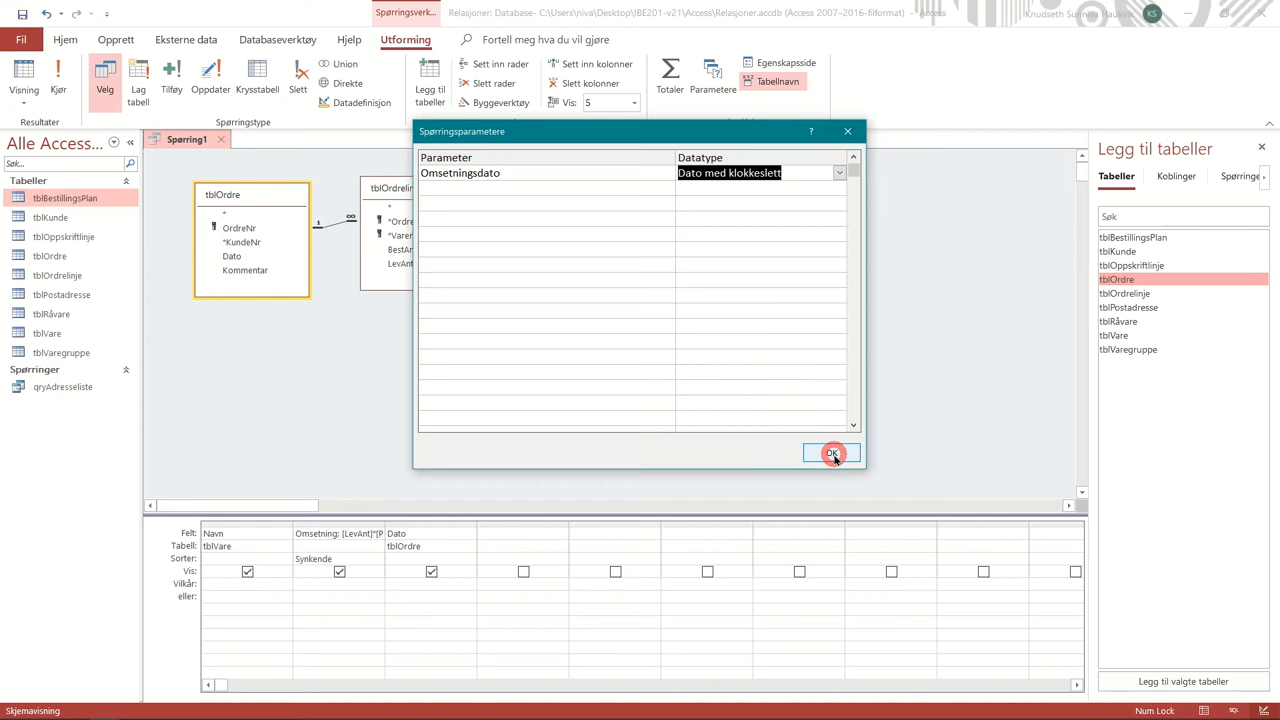 Spørringsverk...
Relasjoner: Database- C:\Users\niva\Desktop\IBE201-v21\Access\Relasjoner.accdb (Access 2007–2016-filformat) - Access
Knudseth Sunniva Haukvik
KS
Fil
Hjem
Opprett
Eksterne data
Databaseverktøy
Hjelp
Utforming
Fortell meg hva du vil gjøre
Visning
Kjør
Velg
Lag tabell
Tilføy
Oppdater
Krysstabell
Slett
Union
Direkte
Datadefinisjon
Legg til tabeller
Sett inn rader
Slett rader
Byggeverktøy
Sett inn kolonner
Slett kolonner
Vis: 5
Totaler
Parametere
Egenskapsside
Tabellnavn
Resultater
Spørringstype
Vis/skjul
Alle Access...
Søk...
Tabeller
tblBestillingsPlan
tblKunde
tblOppskriftlinje
tblOrdre
tblOrdrelinje
tblPostadresse
tblRåvare
tblVare
tblVaregruppe
Spørringer
qryAdresseliste
Spørring1
tblOrdre
*
OrdreNr
*KundeNr
Dato
Kommentar
1
∞
tblOrdreli
*
*Ordre
*Varen
BestAn
LevAnt
Spørringsparametere
?
Parameter
Datatype
Omsetningsdato
Dato med klokkeslett
OK
Felt:
Navn
Omsetning: [LevAnt]*[P
Dato
Tabell:
tblVare
tblOrdre
Sorter:
Synkende
Vis:
Vilkår:
eller:
Legg til tabeller
Tabeller
Koblinger
Spørringe
Søk
tblBestillingsPlan
tblKunde
tblOppskriftlinje
tblOrdre
tblOrdrelinje
tblPostadresse
tblRåvare
tblVare
tblVaregruppe
Legg til valgte tabeller
Skjemavisning
Num Lock
SQL